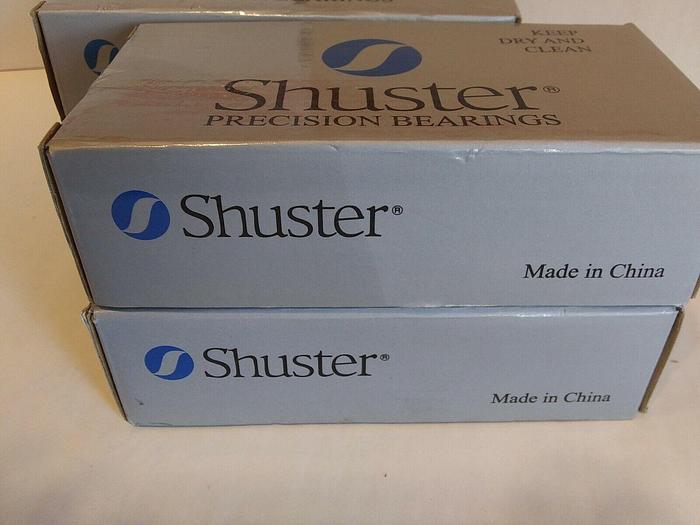 KEEP
DRY AND
CLEAN
Shuster®
PRECISION BEARINGS
Shuster®
Made in China
Shuster®
Made in China